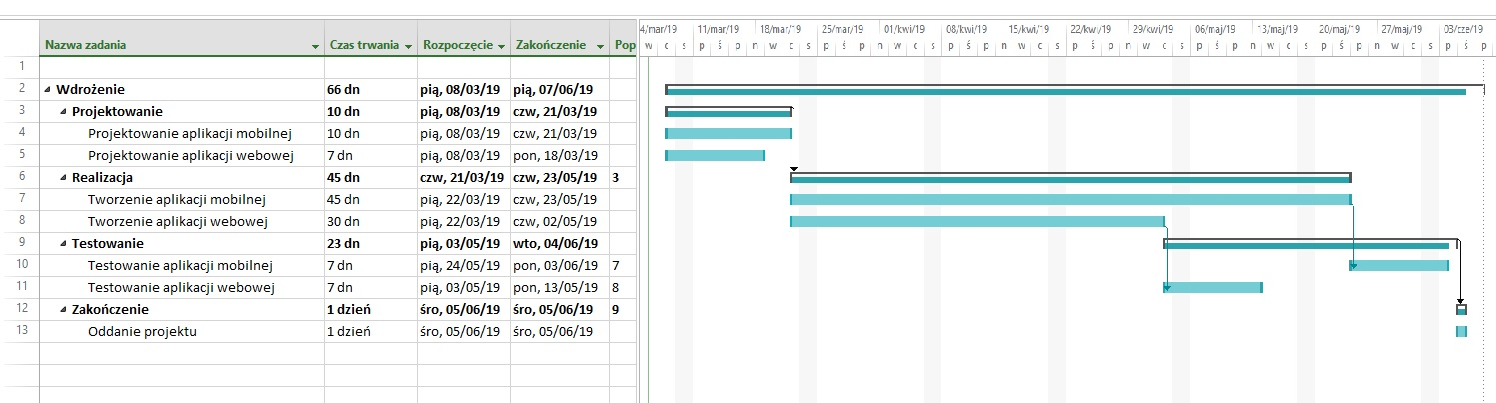 4/mar/19 11/mar/19 18/mar/19 25/mar/19 01/kwi/19 08/kwi/19 15/kwi/19 22/kwi/19 29/kwi/19 06/maj/19 13/maj/19 20/maj/19 27/maj/19 03/cze/19
Nazwa zadania Czas trwania Rozpoczęcie Zakończenie Pop w c s p ś p n w c s p ś p n w c s p ś p n w c s p ś p n w c s p ś p n w c s p ś p
1
2 Wdrożenie 66 dn pią, 08/03/19 pią, 07/06/19
3 Projektowanie 10 dn pią, 08/03/19 czw, 21/03/19
4 Projektowanie aplikacji mobilnej 10 dn pią, 08/03/19 czw, 21/03/19
5 Projektowanie aplikacji webowej 7 dn pią, 08/03/19 pon, 18/03/19
6 Realizacja 45 dn czw, 21/03/19 czw, 23/05/19 3
7 Tworzenie aplikacji mobilnej 45 dn pią, 22/03/19 czw, 23/05/19
8 Tworzenie aplikacji webowej 30 dn pią, 22/03/19 czw, 02/05/19
9 Testowanie 23 dn pią, 03/05/19 wto, 04/06/19
10 Testowanie aplikacji mobilnej 7 dn pią, 24/05/19 pon, 03/06/19 7
11 Testowanie aplikacji webowej 7 dn pią, 03/05/19 pon, 13/05/19 8
12 Zakończenie 1 dzień śro, 05/06/19 śro, 05/06/19 9
13 Oddanie projektu 1 dzień śro, 05/06/19 śro, 05/06/19